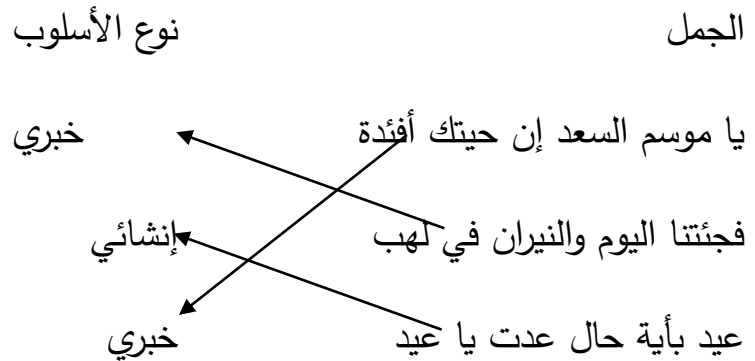 الجمل نوع الأسلوب
يا موسم السعد إن حيتك أفئدة خبري
فجئتنا اليوم والنيران في لهب إنشائي
عيد بأية حال عدت يا عيد خبري